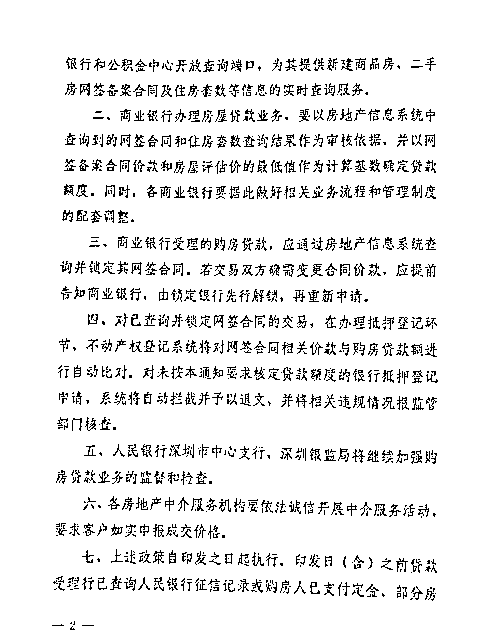 银行和公积金中心开放查询端口，为其提供新建商品房、二手
房网签备案合同及住房套数等信息的实时查询服务。
二、商业银行办理房屋贷款业务，要以房地产信息系统中
查询到的网签合同和住房套数查询结果作为审核依据，并以网
签备案合同价款和房屋评估价的最低值作为计算基数确定贷款
额度。同时，各商业银行要据此做好相关业务流程和管理制度
的配套调整。
三、商业银行受理的购房贷款，应通过房地产信息系统查
询并锁定其网签合同。若交易双方确需变更合同价款，应提前
告知商业银行，由锁定银行先行解锁，再重新申请。
四、对已查询并锁定网签合同的交易，在办理抵押登记环
节，不动产权登记系统将对网签合同相关价款与购房贷款额进
行自动比对。对未按本通知要求核定贷款额度的银行抵押登记
申请，系统将自动拦截并予以退文，并将相关违规情况报监管
部门核查。
五、人民银行深圳市中心支行、深圳银监局将继续加强购
房贷款业务的监督和检查。
六、各房地产中介服务机构要依法诚信开展中介服务活动，
要求客户如实申报成交价格。
七、上述政策自印发之日起执行，印发日（含）之前贷款
受理行已查询人民银行征信记录或购房人已支付定金、部分房
— 2 —